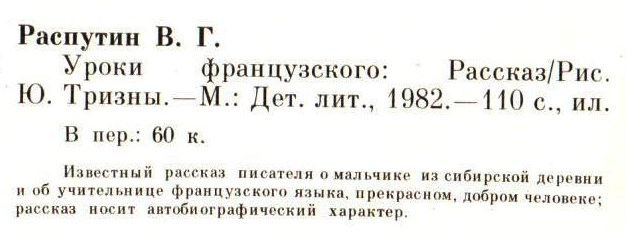 Распутин В. Г.
Уроки французского: Рассказ/Рис.
Ю. Тризны.—М.: Дет. лит., 1982.—110 с., ил.
В пер.: 60 к.
Известный рассказ писателя о мальчике из сибирской деревни
и об учительнице французского языка, прекрасном, добром человеке;
рассказ носит автобиографический характер.